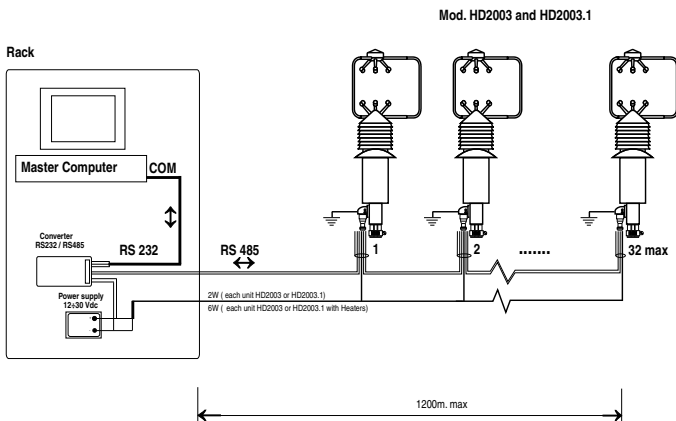 Mod. HD2003 and HD2003.1
Rack
Master Computer
COM
Converter
RS232 / RS485
RS 232
RS 485
1
2
.......
32 max
Power supply
12÷30 Vdc
2W ( each unit HD2003 or HD2003.1)
6W ( each unit HD2003 or HD2003.1 with Heaters)
1200m. max